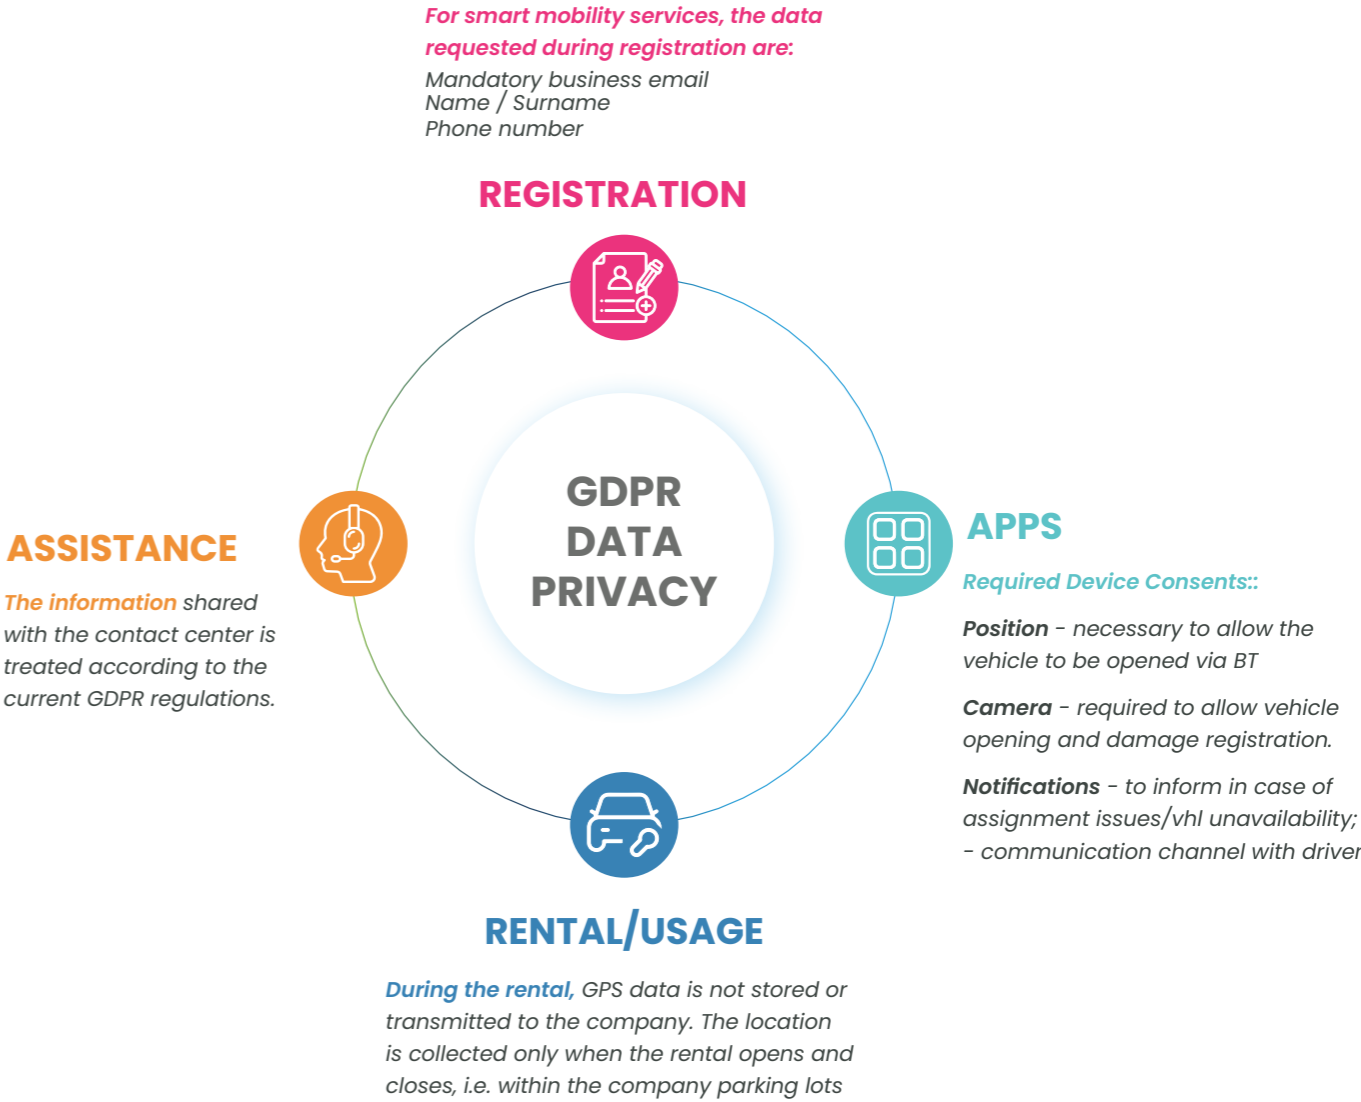 For smart mobility services, the data
requested during registration are:
Mandatory business email
Name / Surname
Phone number
REGISTRATION
GDPR
DATA
PRIVACY
ASSISTANCE
The information shared
with the contact center is
treated according to the
current GDPR regulations.
APPS
Required Device Consents::
Position - necessary to allow the
vehicle to be opened via BT
Camera - required to allow vehicle
opening and damage registration.
Notifications - to inform in case of
assignment issues/vhl unavailability;
- communication channel with driver
RENTAL/USAGE
During the rental, GPS data is not stored or
transmitted to the company. The location
is collected only when the rental opens and
closes, i.e. within the company parking lots